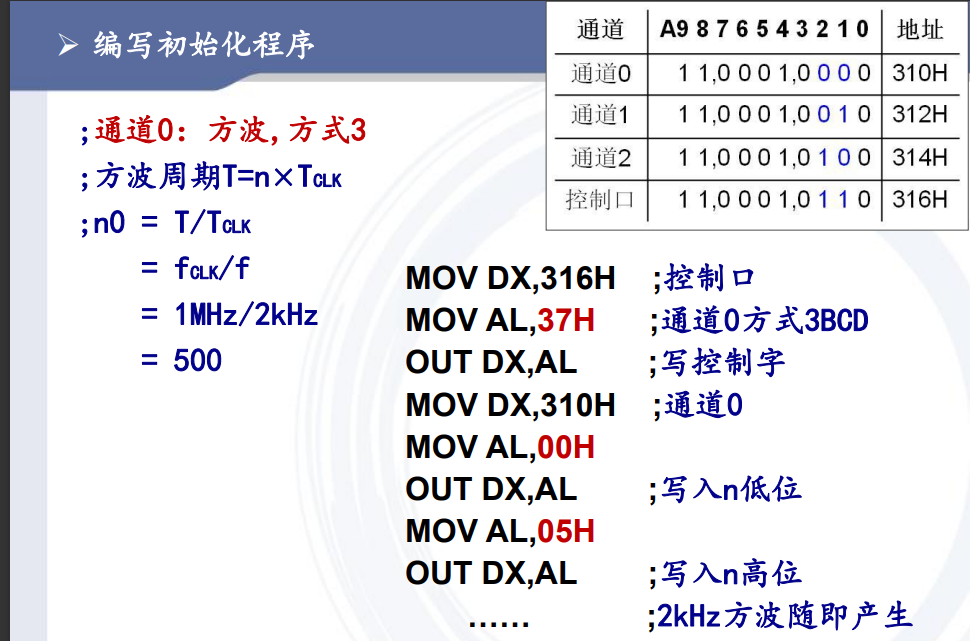 ➢ 编写初始化程序
通道 A9 8 7 6 5 4 3 2 1 0 地址
通道0 1 1,0 0 0 1,0 0 0 0 310H
通道1 1 1,0 0 0 1,0 0 1 0 312H
通道2 1 1,0 0 0 1,0 1 0 0 314H
控制口 1 1,0 0 0 1,0 1 1 0 316H
;通道0：方波,方式3
;方波周期T=n×TCLK
;n0 = T/TCLK
= fCLK/f
= 1MHz/2kHz
= 500
MOV DX,316H ;控制口
MOV AL,37H ;通道0方式3BCD
OUT DX,AL ;写控制字
MOV DX,310H ;通道0
MOV AL,00H
OUT DX,AL ;写入n低位
MOV AL,05H
OUT DX,AL ;写入n高位
…… ;2kHz方波随即产生